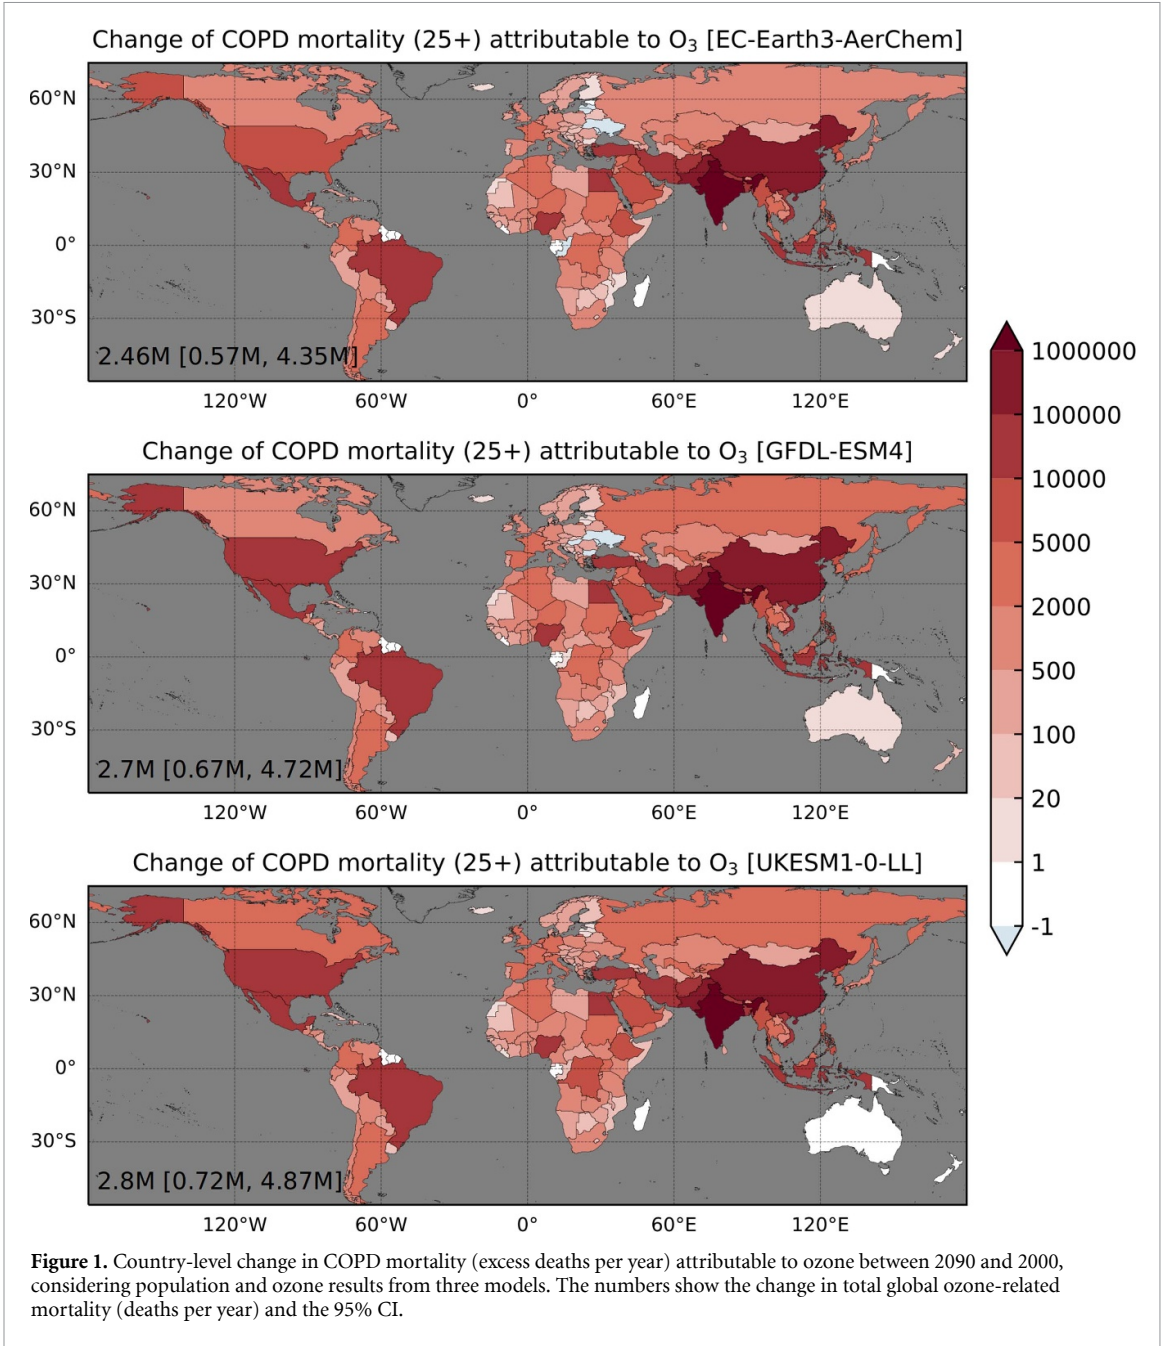 Change of COPD mortality (25+) attributable to O₃ [EC-Earth3-AerChem]
60°N
30°N
0°
30°S
2.46M [0.57M, 4.35M]
120°W 60°W 0° 60°E 120°E
Change of COPD mortality (25+) attributable to O₃ [GFDL-ESM4]
60°N
30°N
0°
30°S
2.7M [0.67M, 4.72M]
120°W 60°W 0° 60°E 120°E
Change of COPD mortality (25+) attributable to O₃ [UKESM1-0-LL]
60°N
30°N
0°
30°S
2.8M [0.72M, 4.87M]
120°W 60°W 0° 60°E 120°E
1000000
100000
10000
5000
2000
500
100
20
1
-1
Figure 1. Country-level change in COPD mortality (excess deaths per year) attributable to ozone between 2090 and 2000,
considering population and ozone results from three models. The numbers show the change in total global ozone-related
mortality (deaths per year) and the 95% CI.